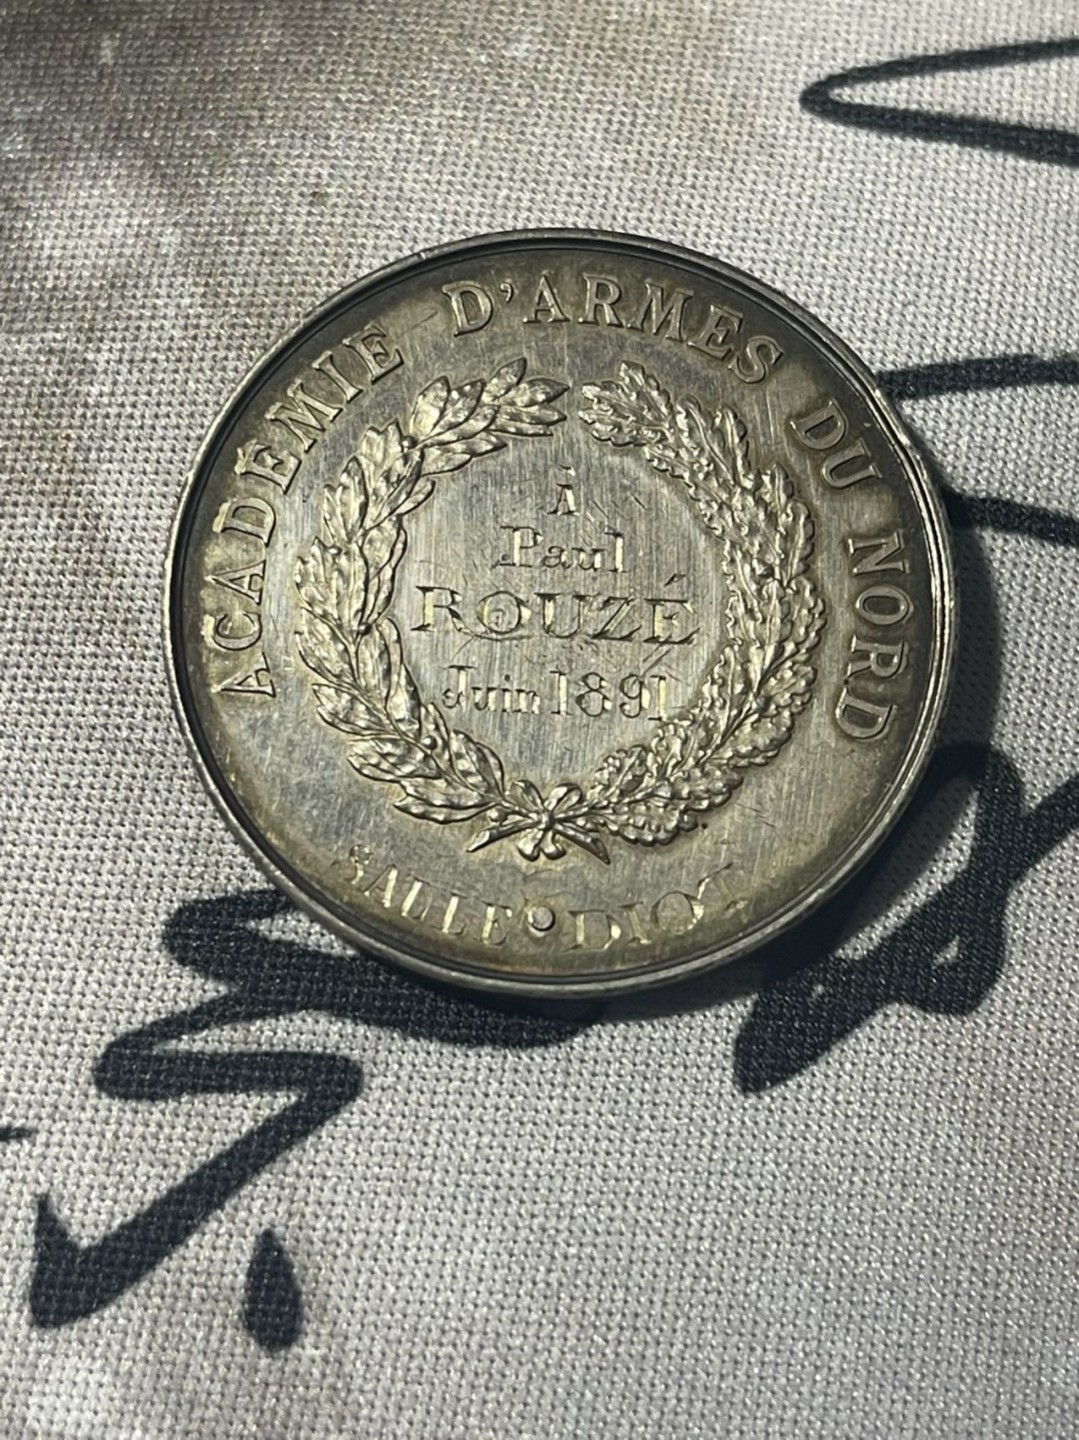 ACADÉMIE D'ARMES DU NORD
À
Paul
ROUZÉ
Juin 1891
SALLE DIOT